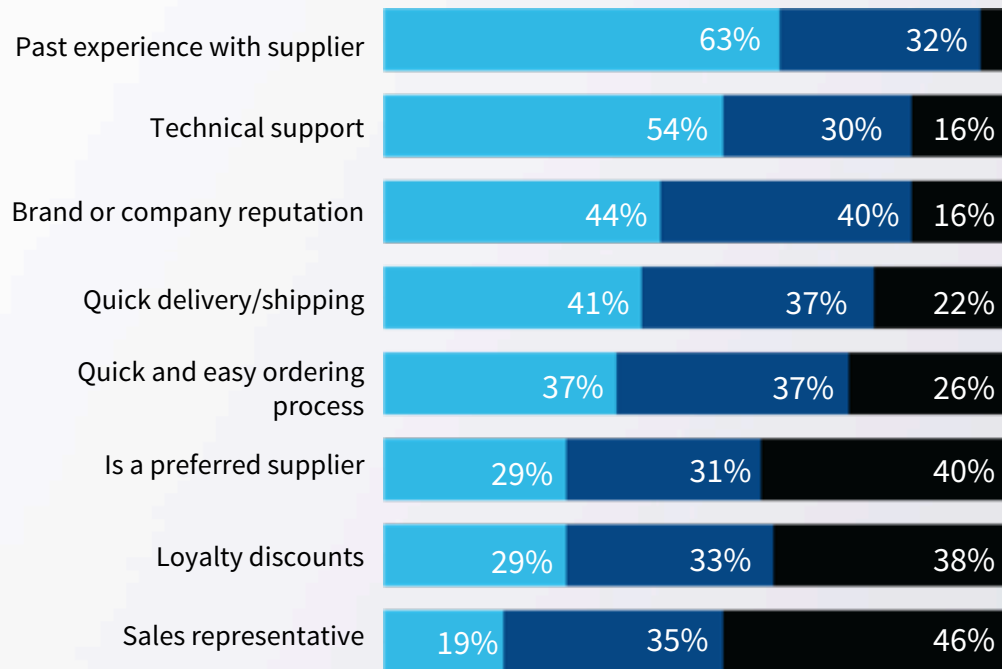 Past experience with supplier 63% 32%
Technical support 54% 30% 16%
Brand or company reputation 44% 40% 16%
Quick delivery/shipping 41% 37% 22%
Quick and easy ordering
process 37% 37% 26%
Is a preferred supplier 29% 31% 40%
Loyalty discounts 29% 33% 38%
Sales representative 19% 35% 46%